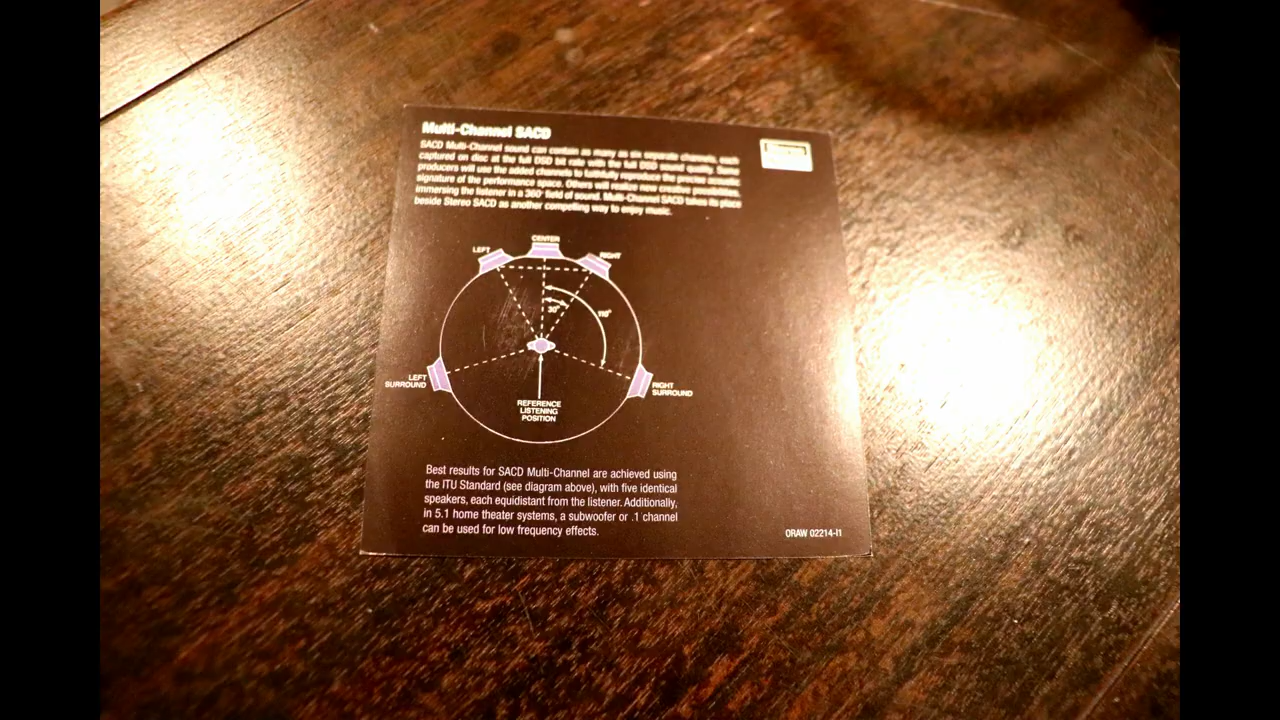 Multi-Channel SACD
SACD Multi-Channel sound can contain as many as six separate channels, each
captured on disc at the full DSD bit rate with the full DSD sound quality. Some
producers will use the added channels to faithfully reproduce the precise acoustic
signature of the performance space. Others will realize new creative possibilities,
immersing the listener in a 360° field of sound. Multi-Channel SACD takes its place
beside Stereo SACD as another compelling way to enjoy music.
CENTER
LEFT
RIGHT
30°
110°
LEFT
SURROUND
RIGHT
SURROUND
REFERENCE
LISTENING
POSITION
Best results for SACD Multi-Channel are achieved using
the ITU Standard (see diagram above), with five identical
speakers, each equidistant from the listener. Additionally,
in 5.1 home theater systems, a subwoofer or .1 channel
can be used for low frequency effects.
ORAW 02214-I1